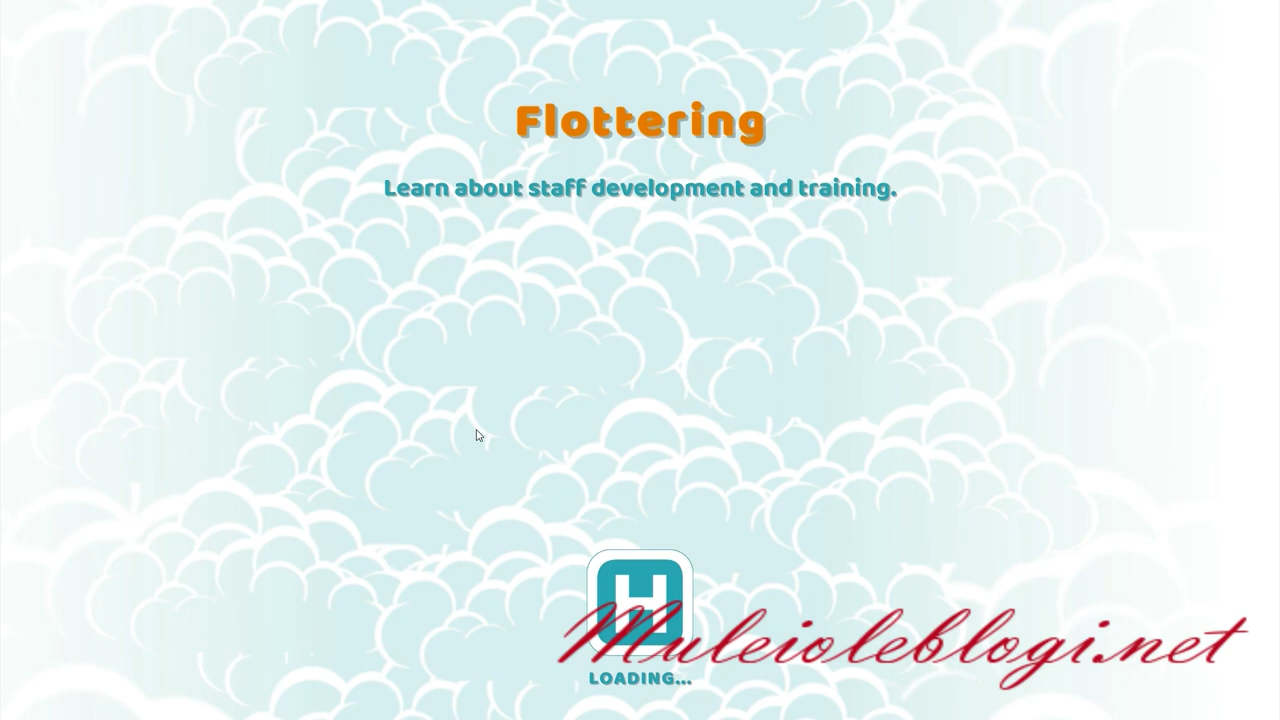 Flottering
Learn about staff development and training.
H
Muleioleblogi.net
LOADING...